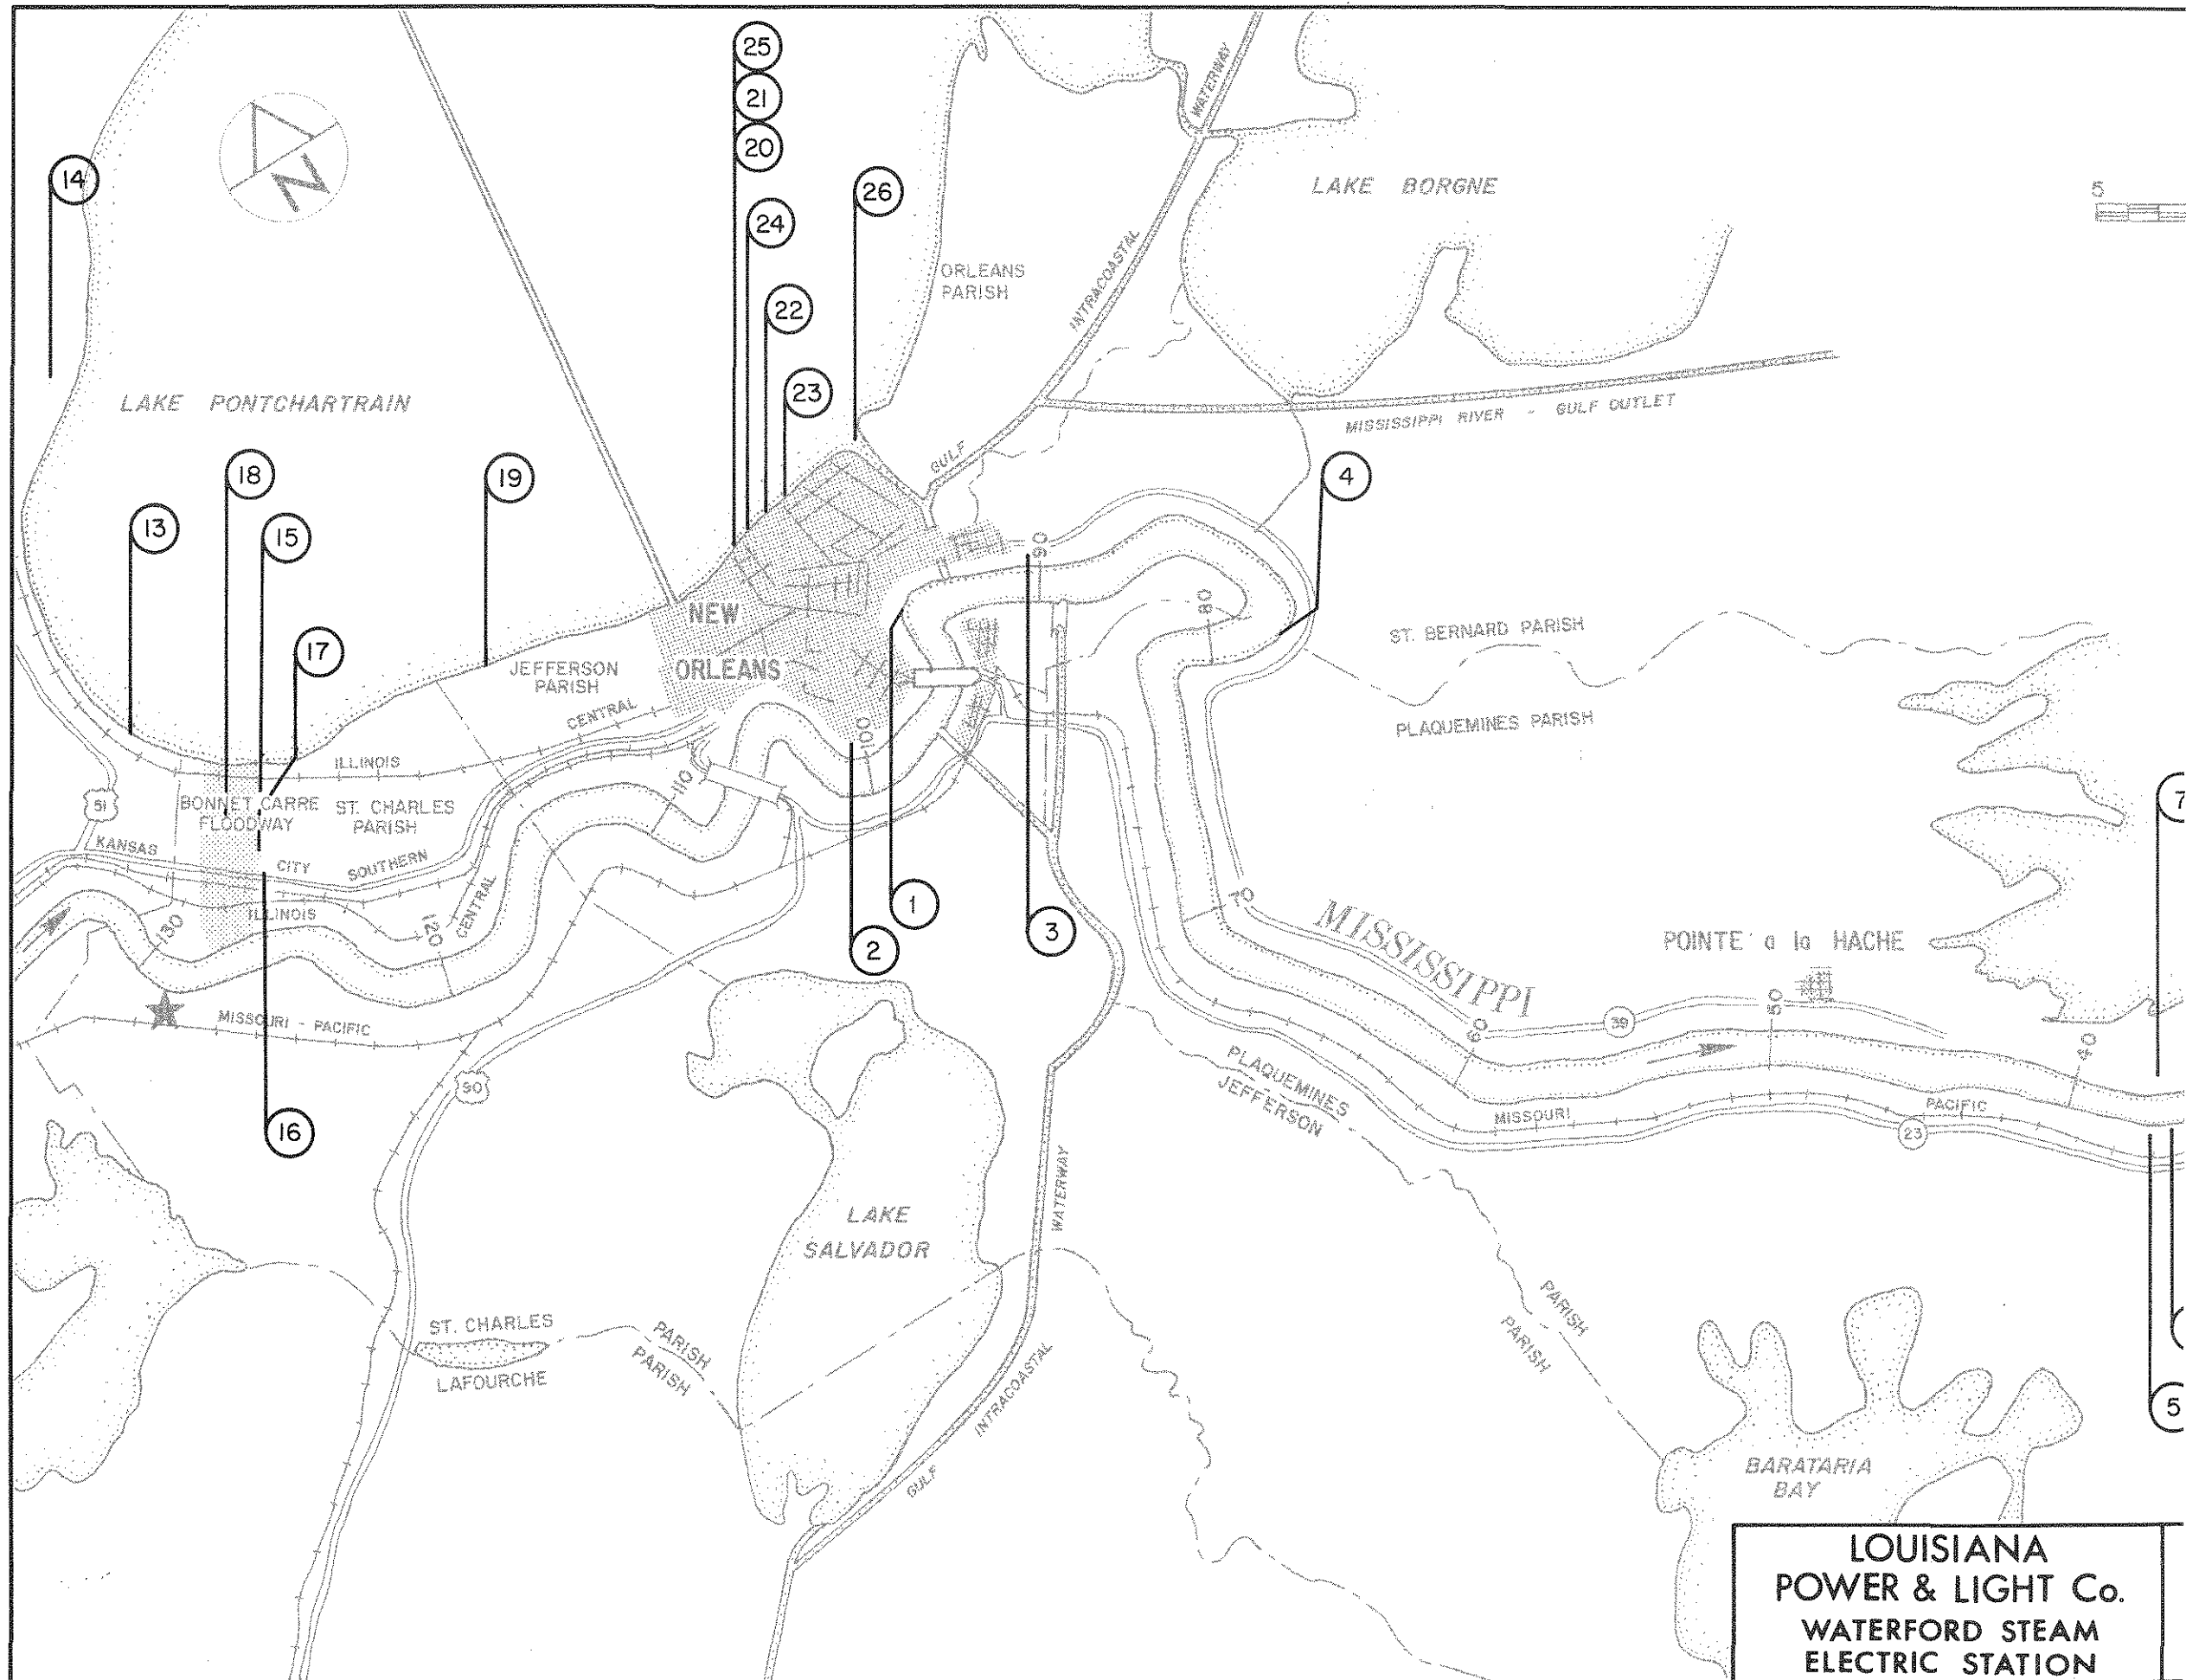 25
21
20
14
N
26
24
22
23
WATERWAY
LAKE BORGNE
5
ORLEANS
PARISH
INTRACOASTAL
LAKE PONTCHARTRAIN
MISSISSIPPI RIVER - GULF OUTLET
GULF
18
19
4
13
15
17
90
80
NEW
ORLEANS
JEFFERSON
PARISH
CENTRAL
ST. BERNARD PARISH
PLAQUEMINES PARISH
100
110
ILLINOIS
51
BONNET CARRE
FLOODWAY
ST. CHARLES
PARISH
7
KANSAS
CITY
SOUTHERN
ILLINOIS
CENTRAL
130
120
1
2
3
70
MISSISSIPPI
POINTE a la HACHE
MISSOURI - PACIFIC
60
39
50
40
90
PLAQUEMINES
JEFFERSON
MISSOURI
PACIFIC
23
16
WATERWAY
LAKE
SALVADOR
ST. CHARLES
LAFOURCHE
PARISH
PARISH
PARISH
PARISH
INTRACOASTAL
GULF
5
BARATARIA
BAY
LOUISIANA
POWER & LIGHT Co.
WATERFORD STEAM
ELECTRIC STATION